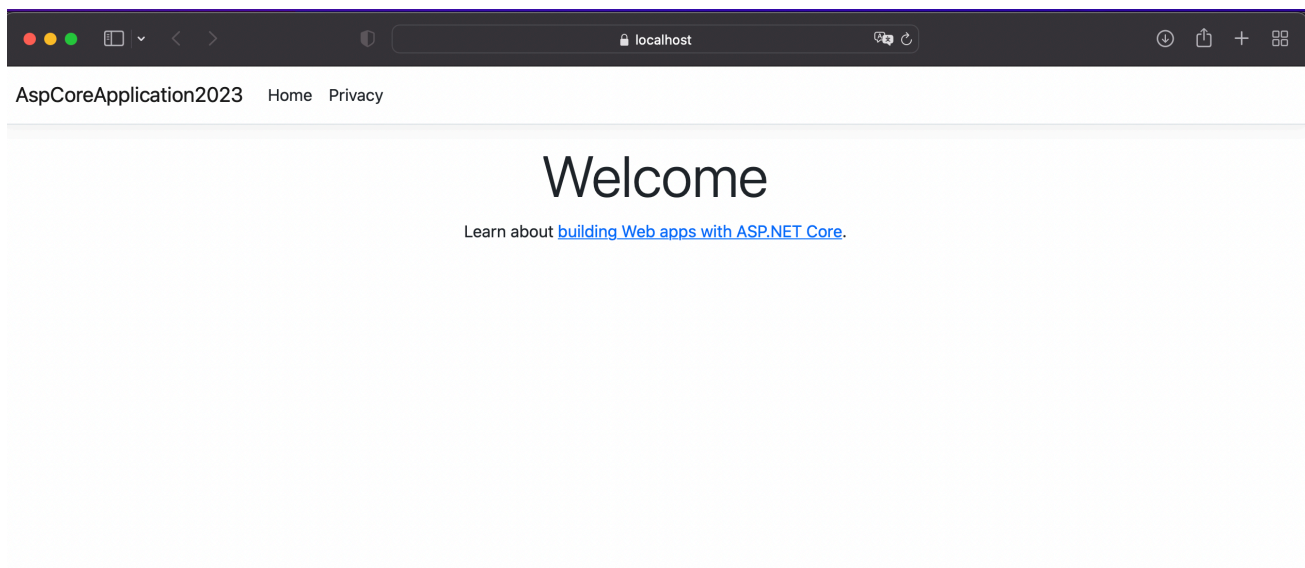 localhost
AspCoreApplication2023 Home Privacy
Welcome
Learn about building Web apps with ASP.NET Core.